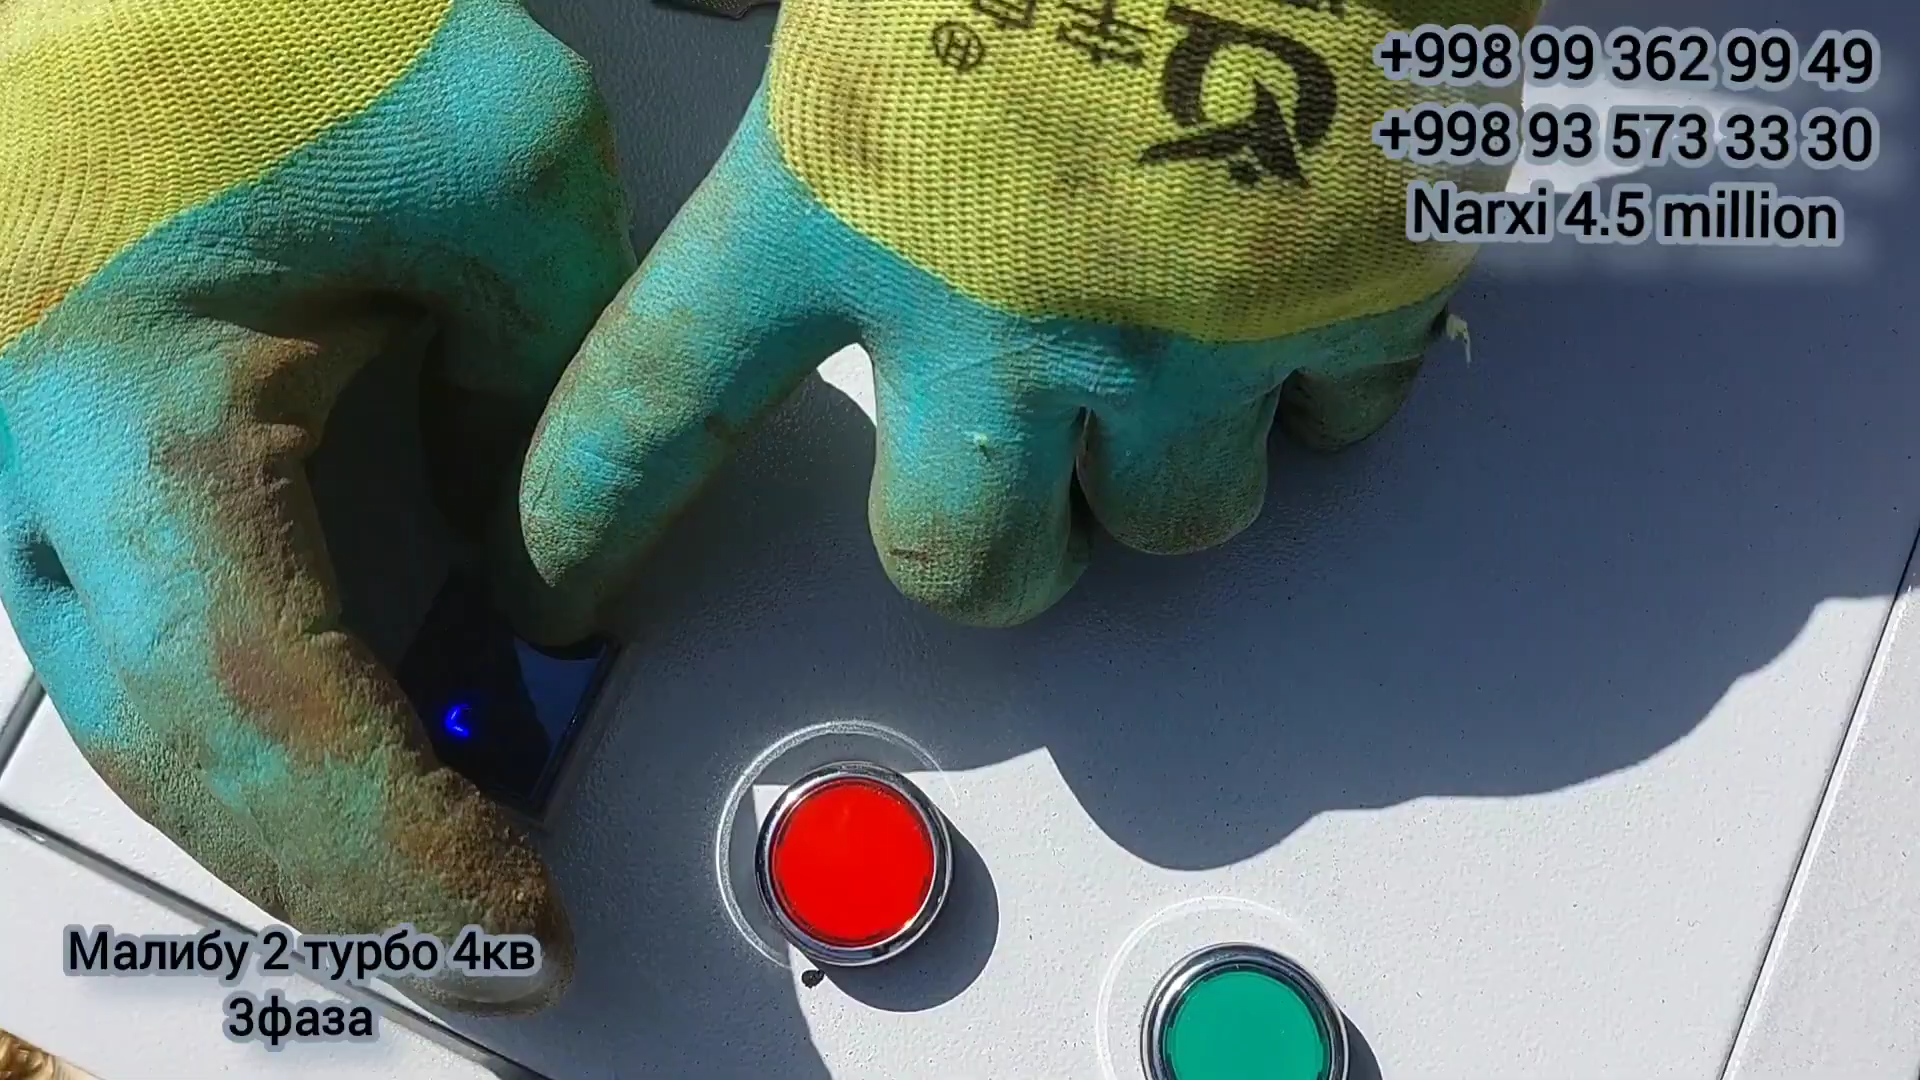 +998 99 362 99 49
+998 93 573 33 30
Narxi 4.5 million
Малибу 2 турбо 4кв
3фаза